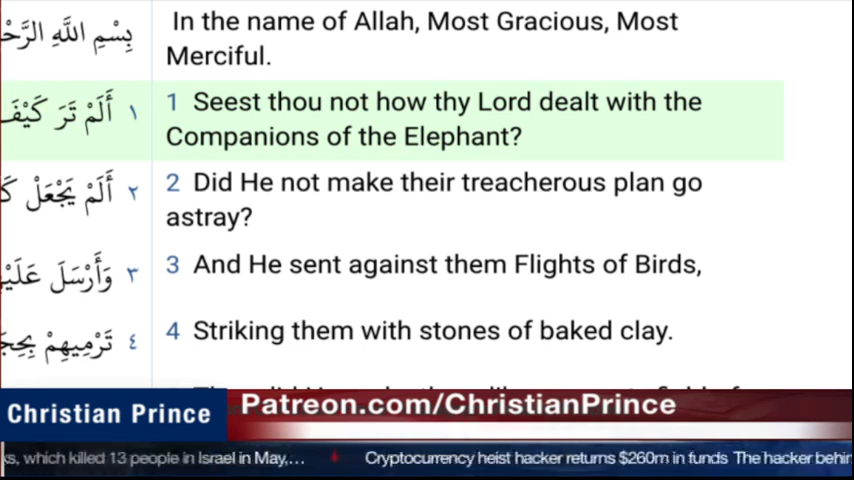 بِسْمِ اللَّهِ
In the name of Allah, Most Gracious, Most
Merciful.
١ أَلَمْ تَرَ كَيْفَ
1 Seest thou not how thy Lord dealt with the
Companions of the Elephant?
٢ أَلَمْ يَجْعَلْ
2 Did He not make their treacherous plan go
astray?
٣ وَأَرْسَلَ
3 And He sent against them Flights of Birds,
٤ تَرْمِيهِمْ
4 Striking them with stones of baked clay.
Christian Prince
Patreon.com/ChristianPrince
which killed 13 people in Israel in May,... Cryptocurrency heist hacker returns $260m in funds The hacker